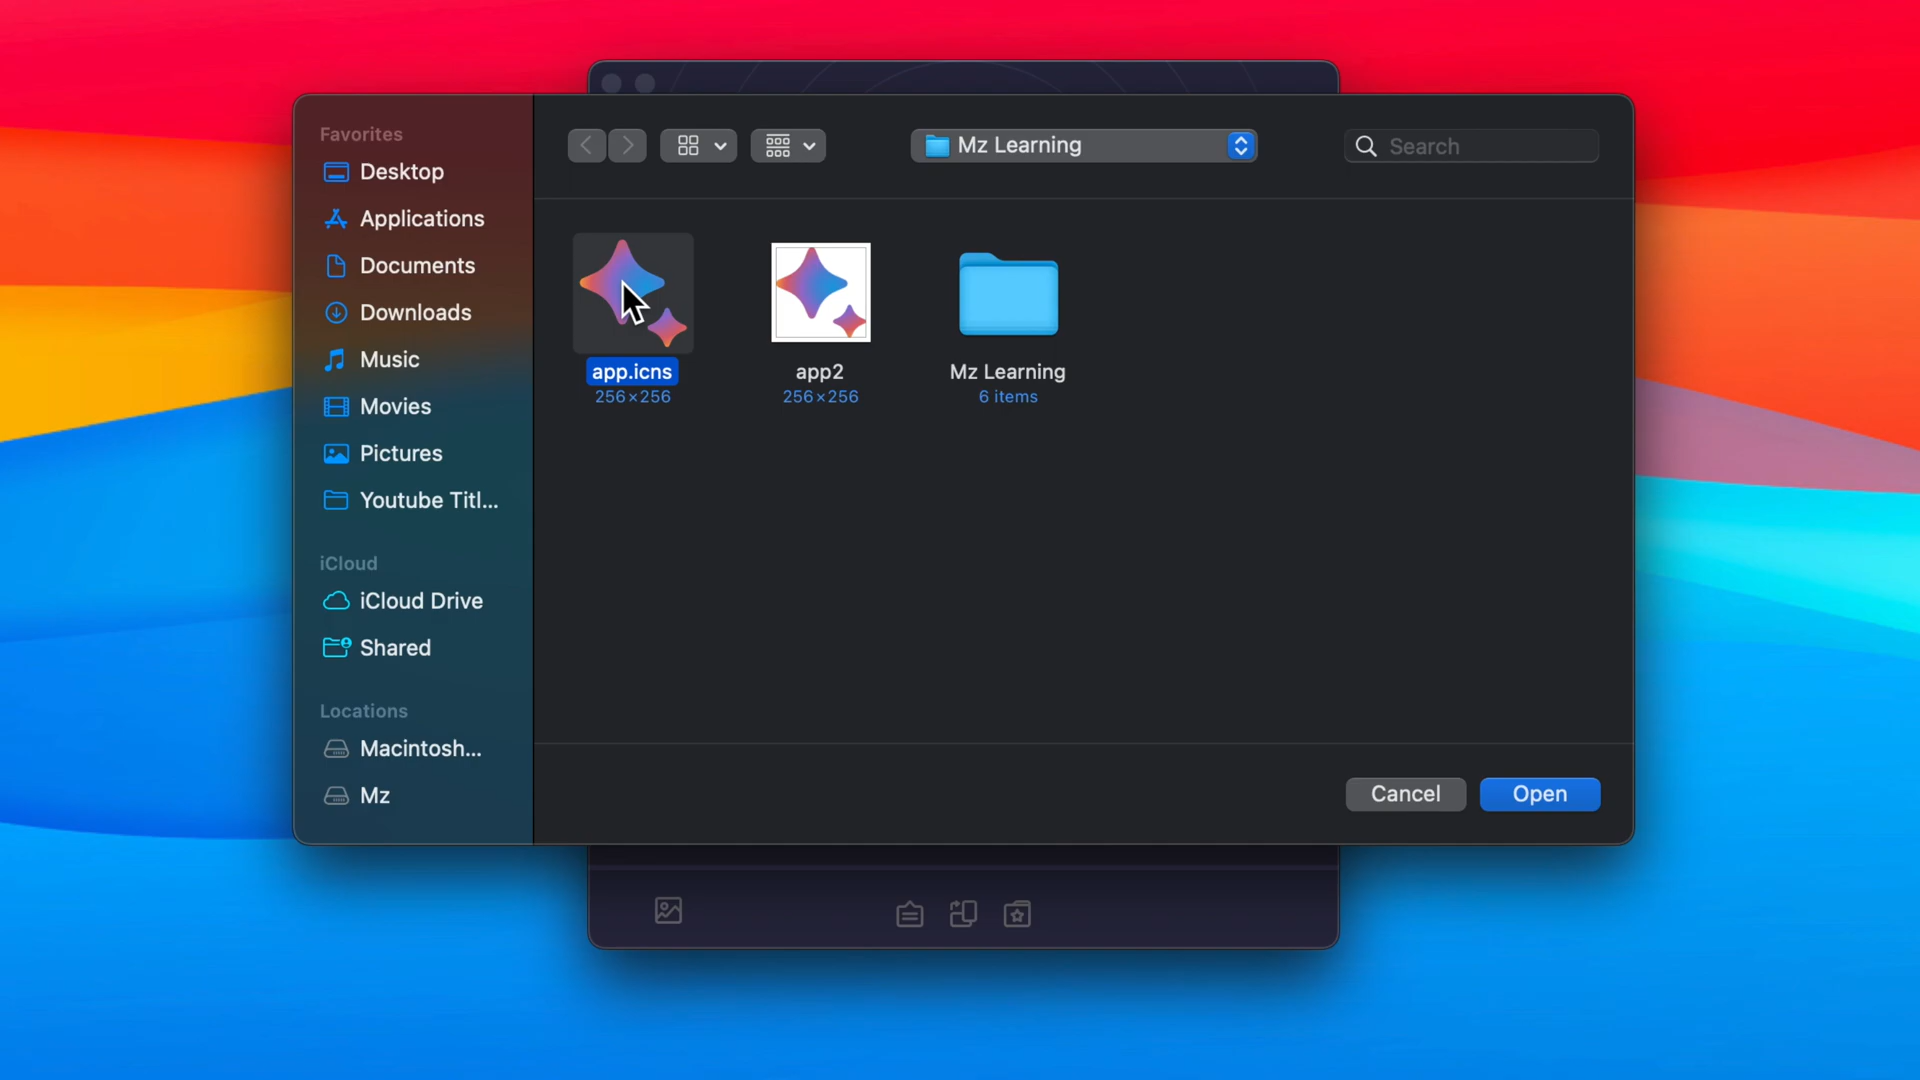 Favorites
Desktop
Applications
Documents
Downloads
Music
Movies
Pictures
Youtube Titl...
iCloud
iCloud Drive
Shared
Locations
Macintosh...
Mz
Mz Learning
Search
app.icns
256×256
app2
256×256
Mz Learning
6 items
Cancel
Open